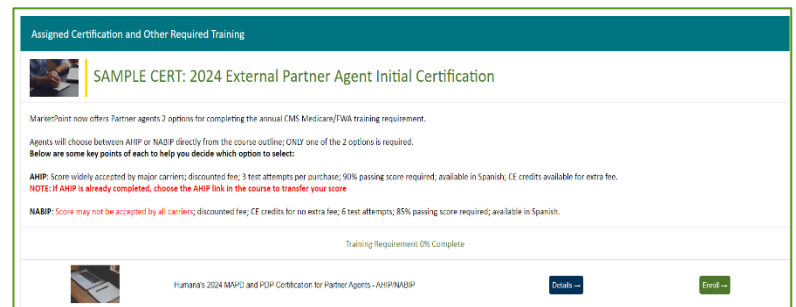 Assigned Certification and Other Required Training
SAMPLE CERT: 2024 External Partner Agent Initial Certification
MarketPoint now offers Partner agents 2 options for completing the annual CMS Medicare/FWA training requirement.
Agents will choose between AHIP or NABIP directly from the course outline; ONLY one of the 2 options is required.
Below are some key points of each to help you decide which option to select:
AHIP: Score widely accepted by major carriers; discounted fee; 3 test attempts per purchase; 90% passing score required; available in Spanish; CE credits available for extra fee.
NOTE: If AHIP is already completed, choose the AHIP link in the course to transfer your score
NABIP: Score may not be accepted by all carriers; discounted fee; CE credits for no extra fee; 6 test attempts; 85% passing score required; available in Spanish.
Training Requirement 0% Complete
Humana's 2024 MAPD and PDP Certification for Partner Agents - AHIP/NABIP
Details →
Enroll →